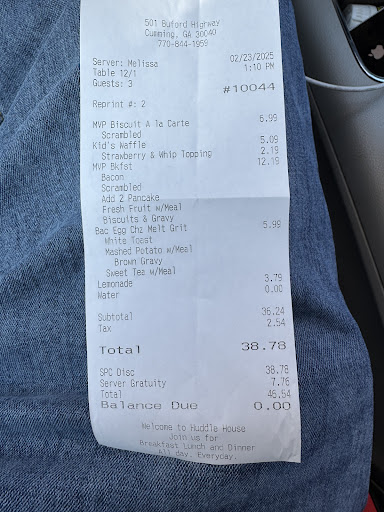 501 Buford Highway
Cumming, GA 30040
770-844-1959
Server: Melissa 02/23/2025
Table 12/1 1:10 PM
Guests: 3
#10044
Reprint #: 2
MVP Biscuit A la Carte 6.99
Scrambled
Kid's Waffle 5.09
Strawberry & Whip Topping 2.19
MVP Bkfst 12.19
Bacon
Scrambled
Add 2 Pancake
Fresh Fruit w/Meal
Biscuits & Gravy
Bac Egg Chz Melt Grit 5.99
White Toast
Mashed Potato w/Meal
Brown Gravy
Sweet Tea w/Meal
Lemonade 3.79
Water 0.00
Subtotal 36.24
Tax 2.54
Total 38.78
SPC Disc 38.78
Server Gratuity 7.76
Total 46.54
Balance Due 0.00
Welcome to Huddle House
Join us for
Breakfast Lunch and Dinner
All day. Everyday.